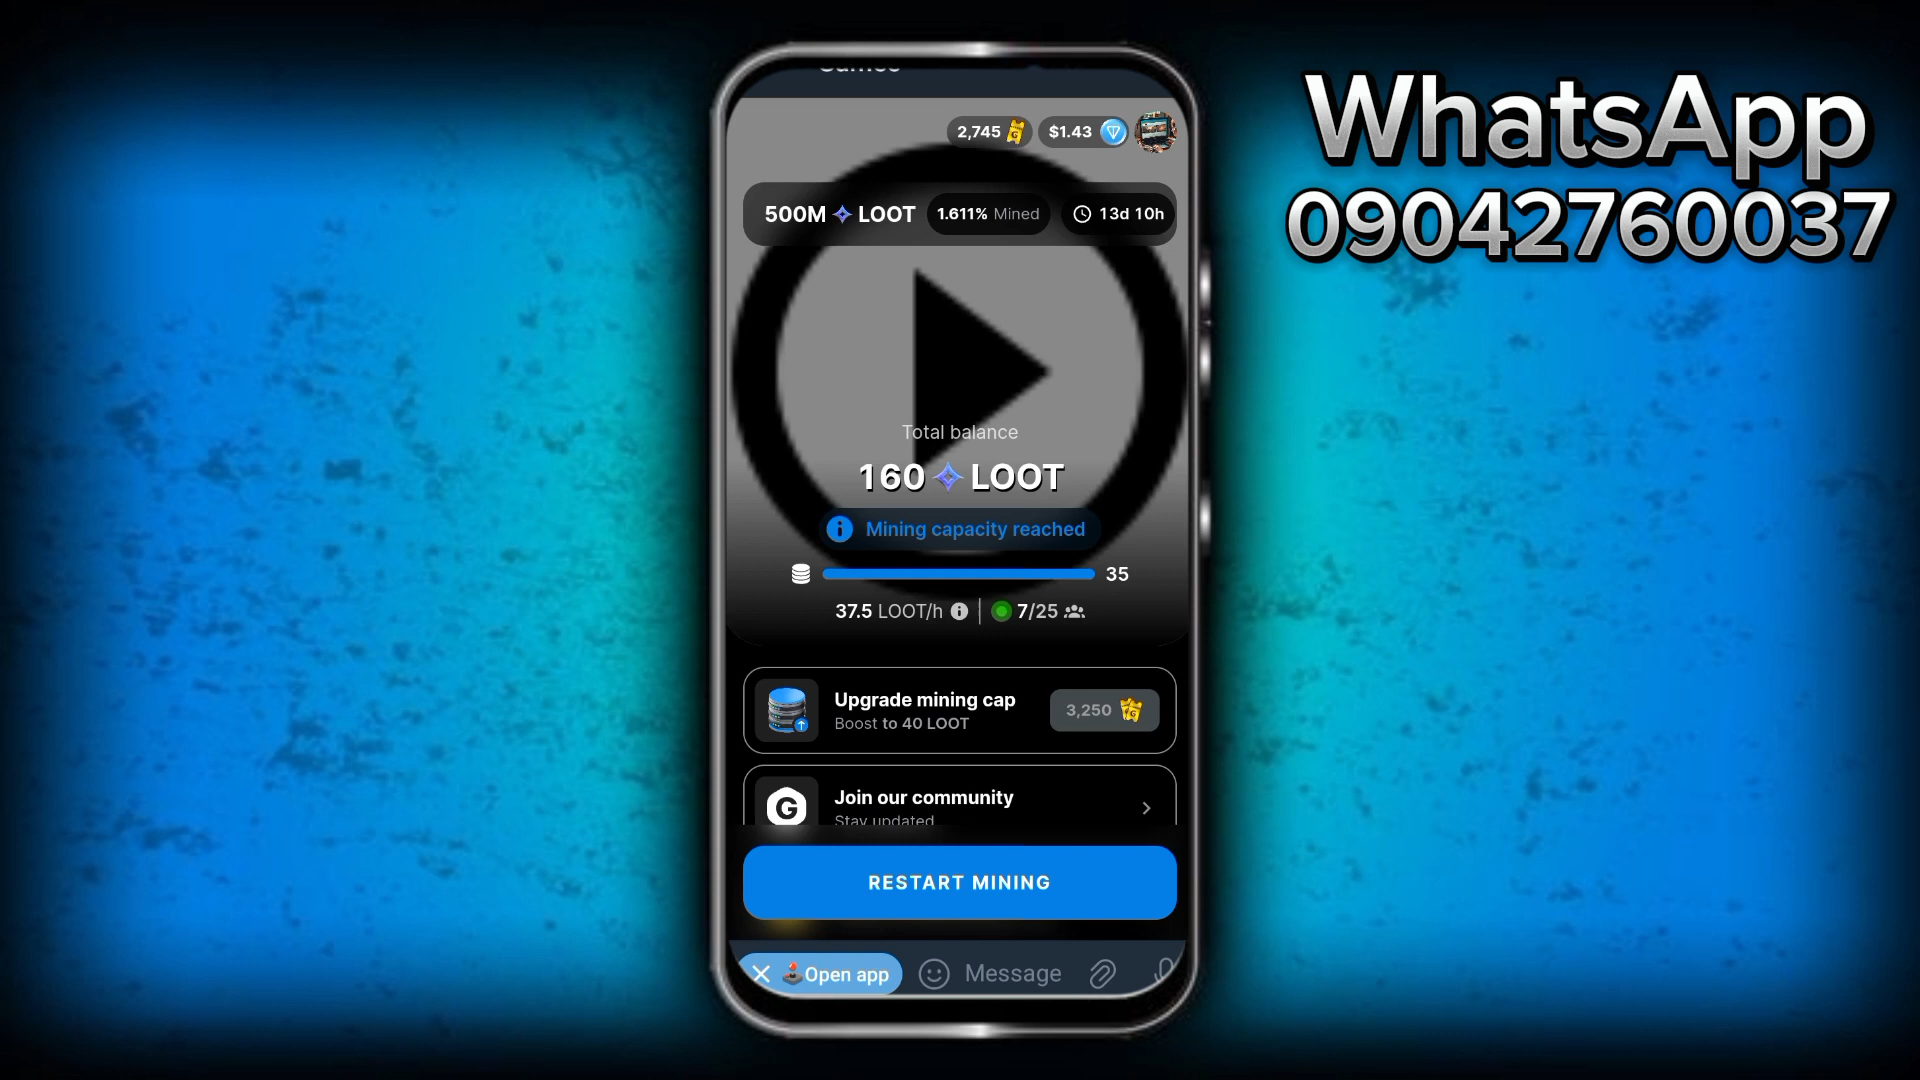 WhatsApp
09042760037
2,745
$1.43
500M LOOT 1.611% Mined 13d 10h
Total balance
160 LOOT
Mining capacity reached
35
37.5 LOOT/h 7/25
Upgrade mining cap
Boost to 40 LOOT
3,250
G
Join our community
Stay updated
RESTART MINING
Open app Message